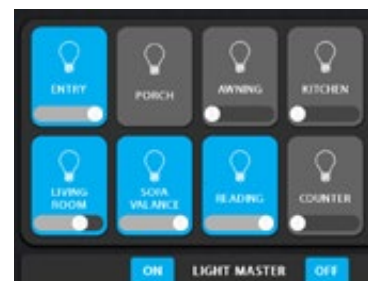 ENTRY
PORCH
AWNING
KITCHEN
LIVING
ROOM
SOFA
VALANCE
READING
COUNTER
ON LIGHT MASTER OFF